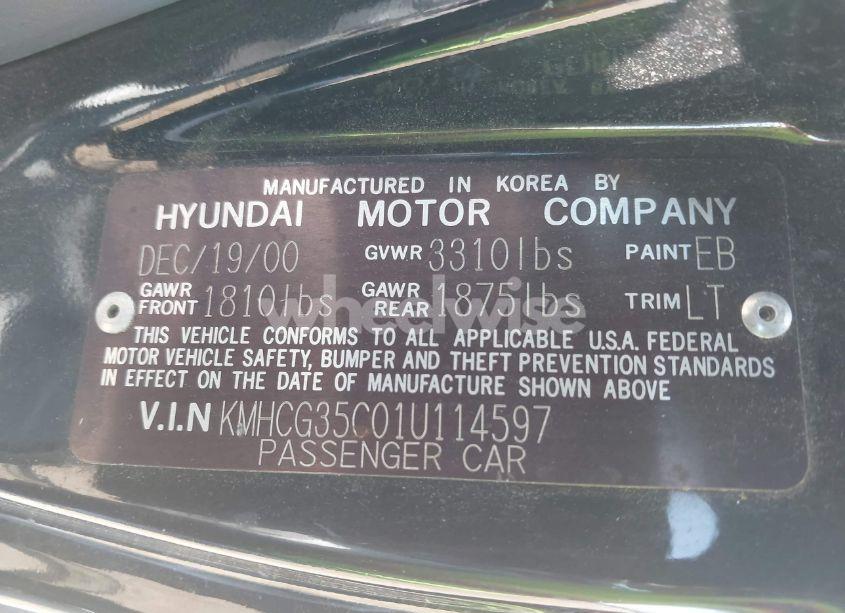 MANUFACTURED IN KOREA BY
HYUNDAI MOTOR COMPANY
DEC/19/00 GVWR 3310lbs PAINT EB
GAWR FRONT 1810lbs GAWR REAR 1875lbs TRIM LT
wheelwise
THIS VEHICLE CONFORMS TO ALL APPLICABLE U.S.A. FEDERAL
MOTOR VEHICLE SAFETY, BUMPER AND THEFT PREVENTION STANDARDS
IN EFFECT ON THE DATE OF MANUFACTURE SHOWN ABOVE
V.I.N KMHCG35C01U114597
PASSENGER CAR